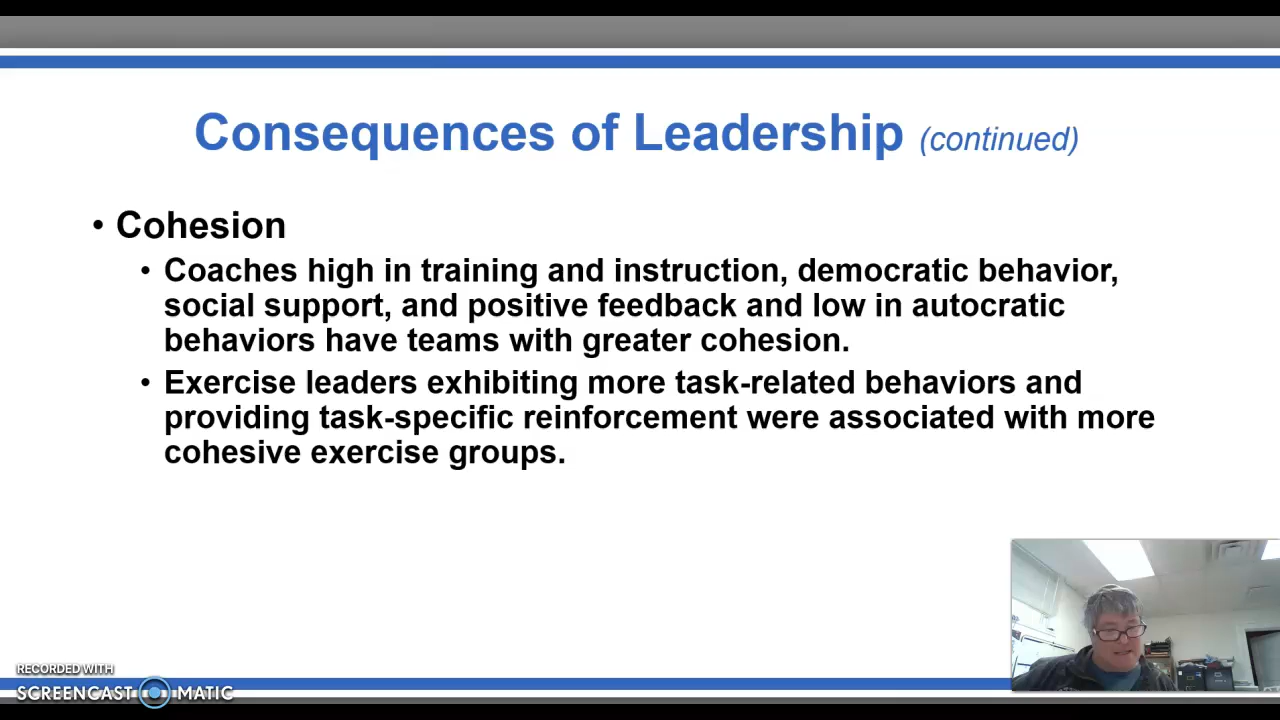 Consequences of Leadership (continued)
• Cohesion
• Coaches high in training and instruction, democratic behavior,
social support, and positive feedback and low in autocratic
behaviors have teams with greater cohesion.
• Exercise leaders exhibiting more task-related behaviors and
providing task-specific reinforcement were associated with more
cohesive exercise groups.
RECORDED WITH
SCREENCAST MATIC